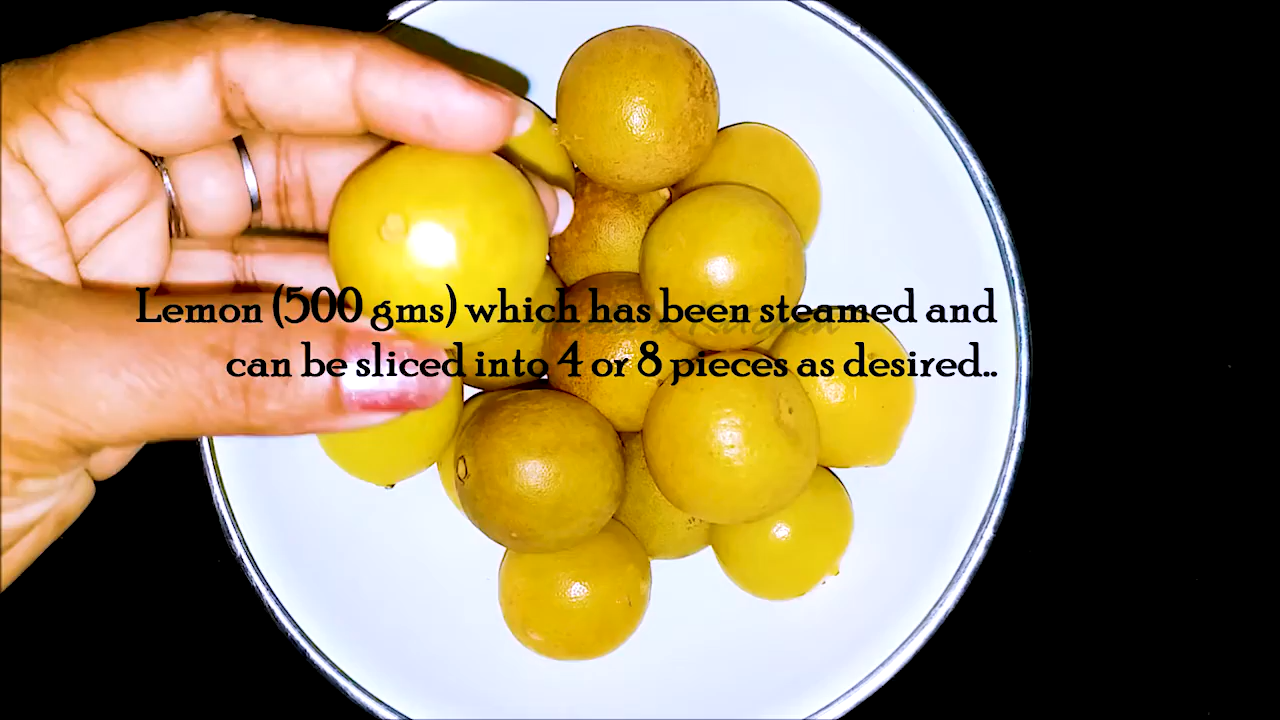 Lemon (500 gms) which has been steamed and
can be sliced into 4 or 8 pieces as desired..